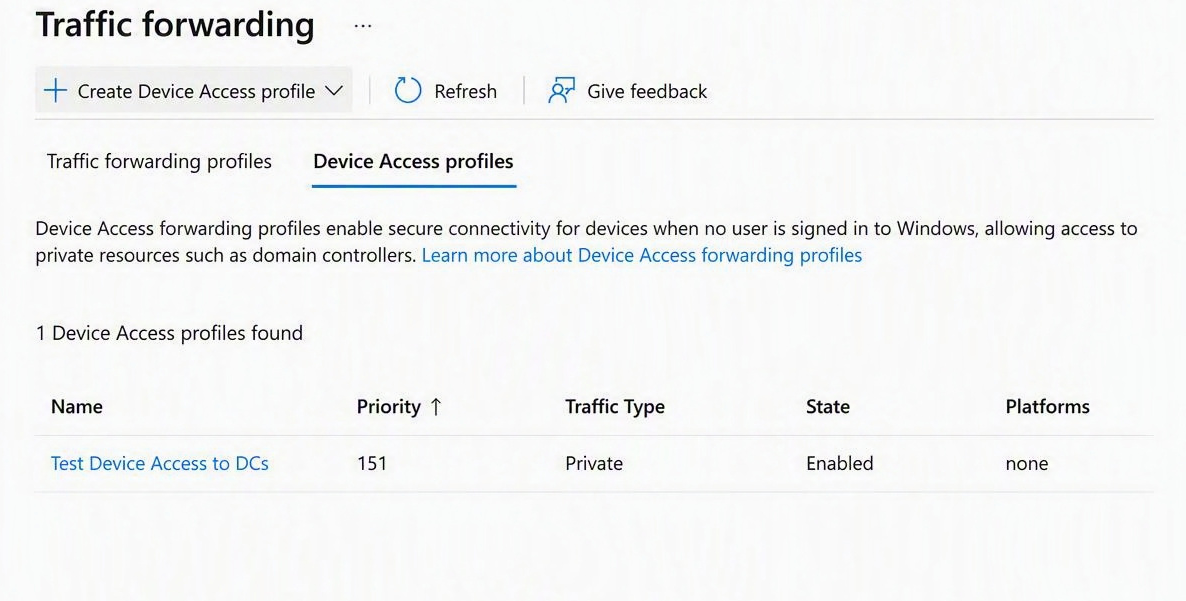 Traffic forwarding ...
Create Device Access profile Refresh Give feedback
Traffic forwarding profiles Device Access profiles
Device Access forwarding profiles enable secure connectivity for devices when no user is signed in to Windows, allowing access to
private resources such as domain controllers. Learn more about Device Access forwarding profiles
1 Device Access profiles found
Name Priority ↑ Traffic Type State Platforms
Test Device Access to DCs 151 Private Enabled none